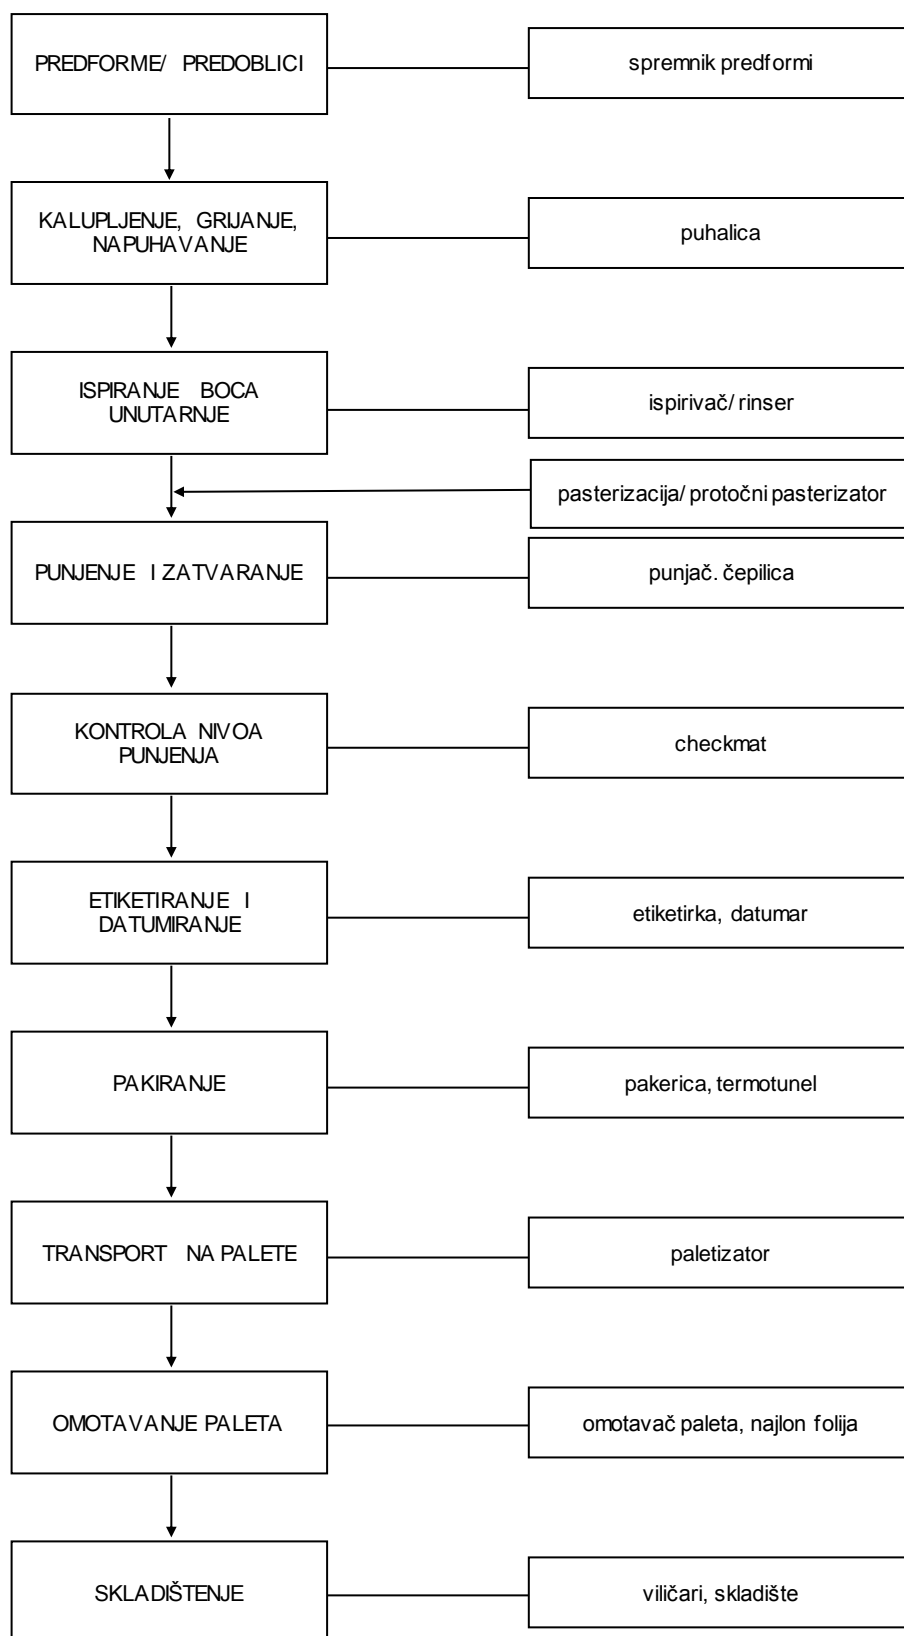 PREDFORME/ PREDOBLICI
spremnik predformi
KALUPLJENJE, GRIJANJE,
NAPUHAVANJE
puhalica
ISPIRANJE BOCA
UNUTARNJE
ispirivač/ rinser
pasterizacija/ protočni pasterizator
PUNJENJE I ZATVARANJE
punjač. čepilica
KONTROLA NIVOA
PUNJENJA
checkmat
ETIKETIRANJE I
DATUMIRANJE
etiketirka, datumar
PAKIRANJE
pakerica, termotunel
TRANSPORT NA PALETE
paletizator
OMOTAVANJE PALETA
omotavač paleta, najlon folija
SKLADIŠTENJE
viličari, skladište